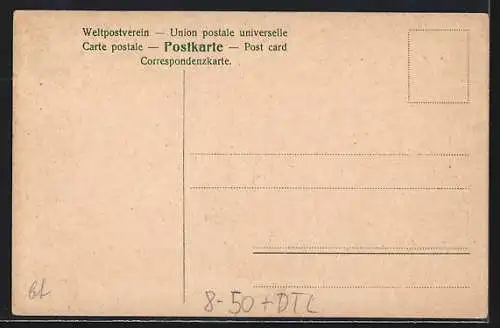 Weltpostverein — Union postale universelle
Carte postale — Postkarte — Post card
Correspondenzkarte.
8-50 + DTL